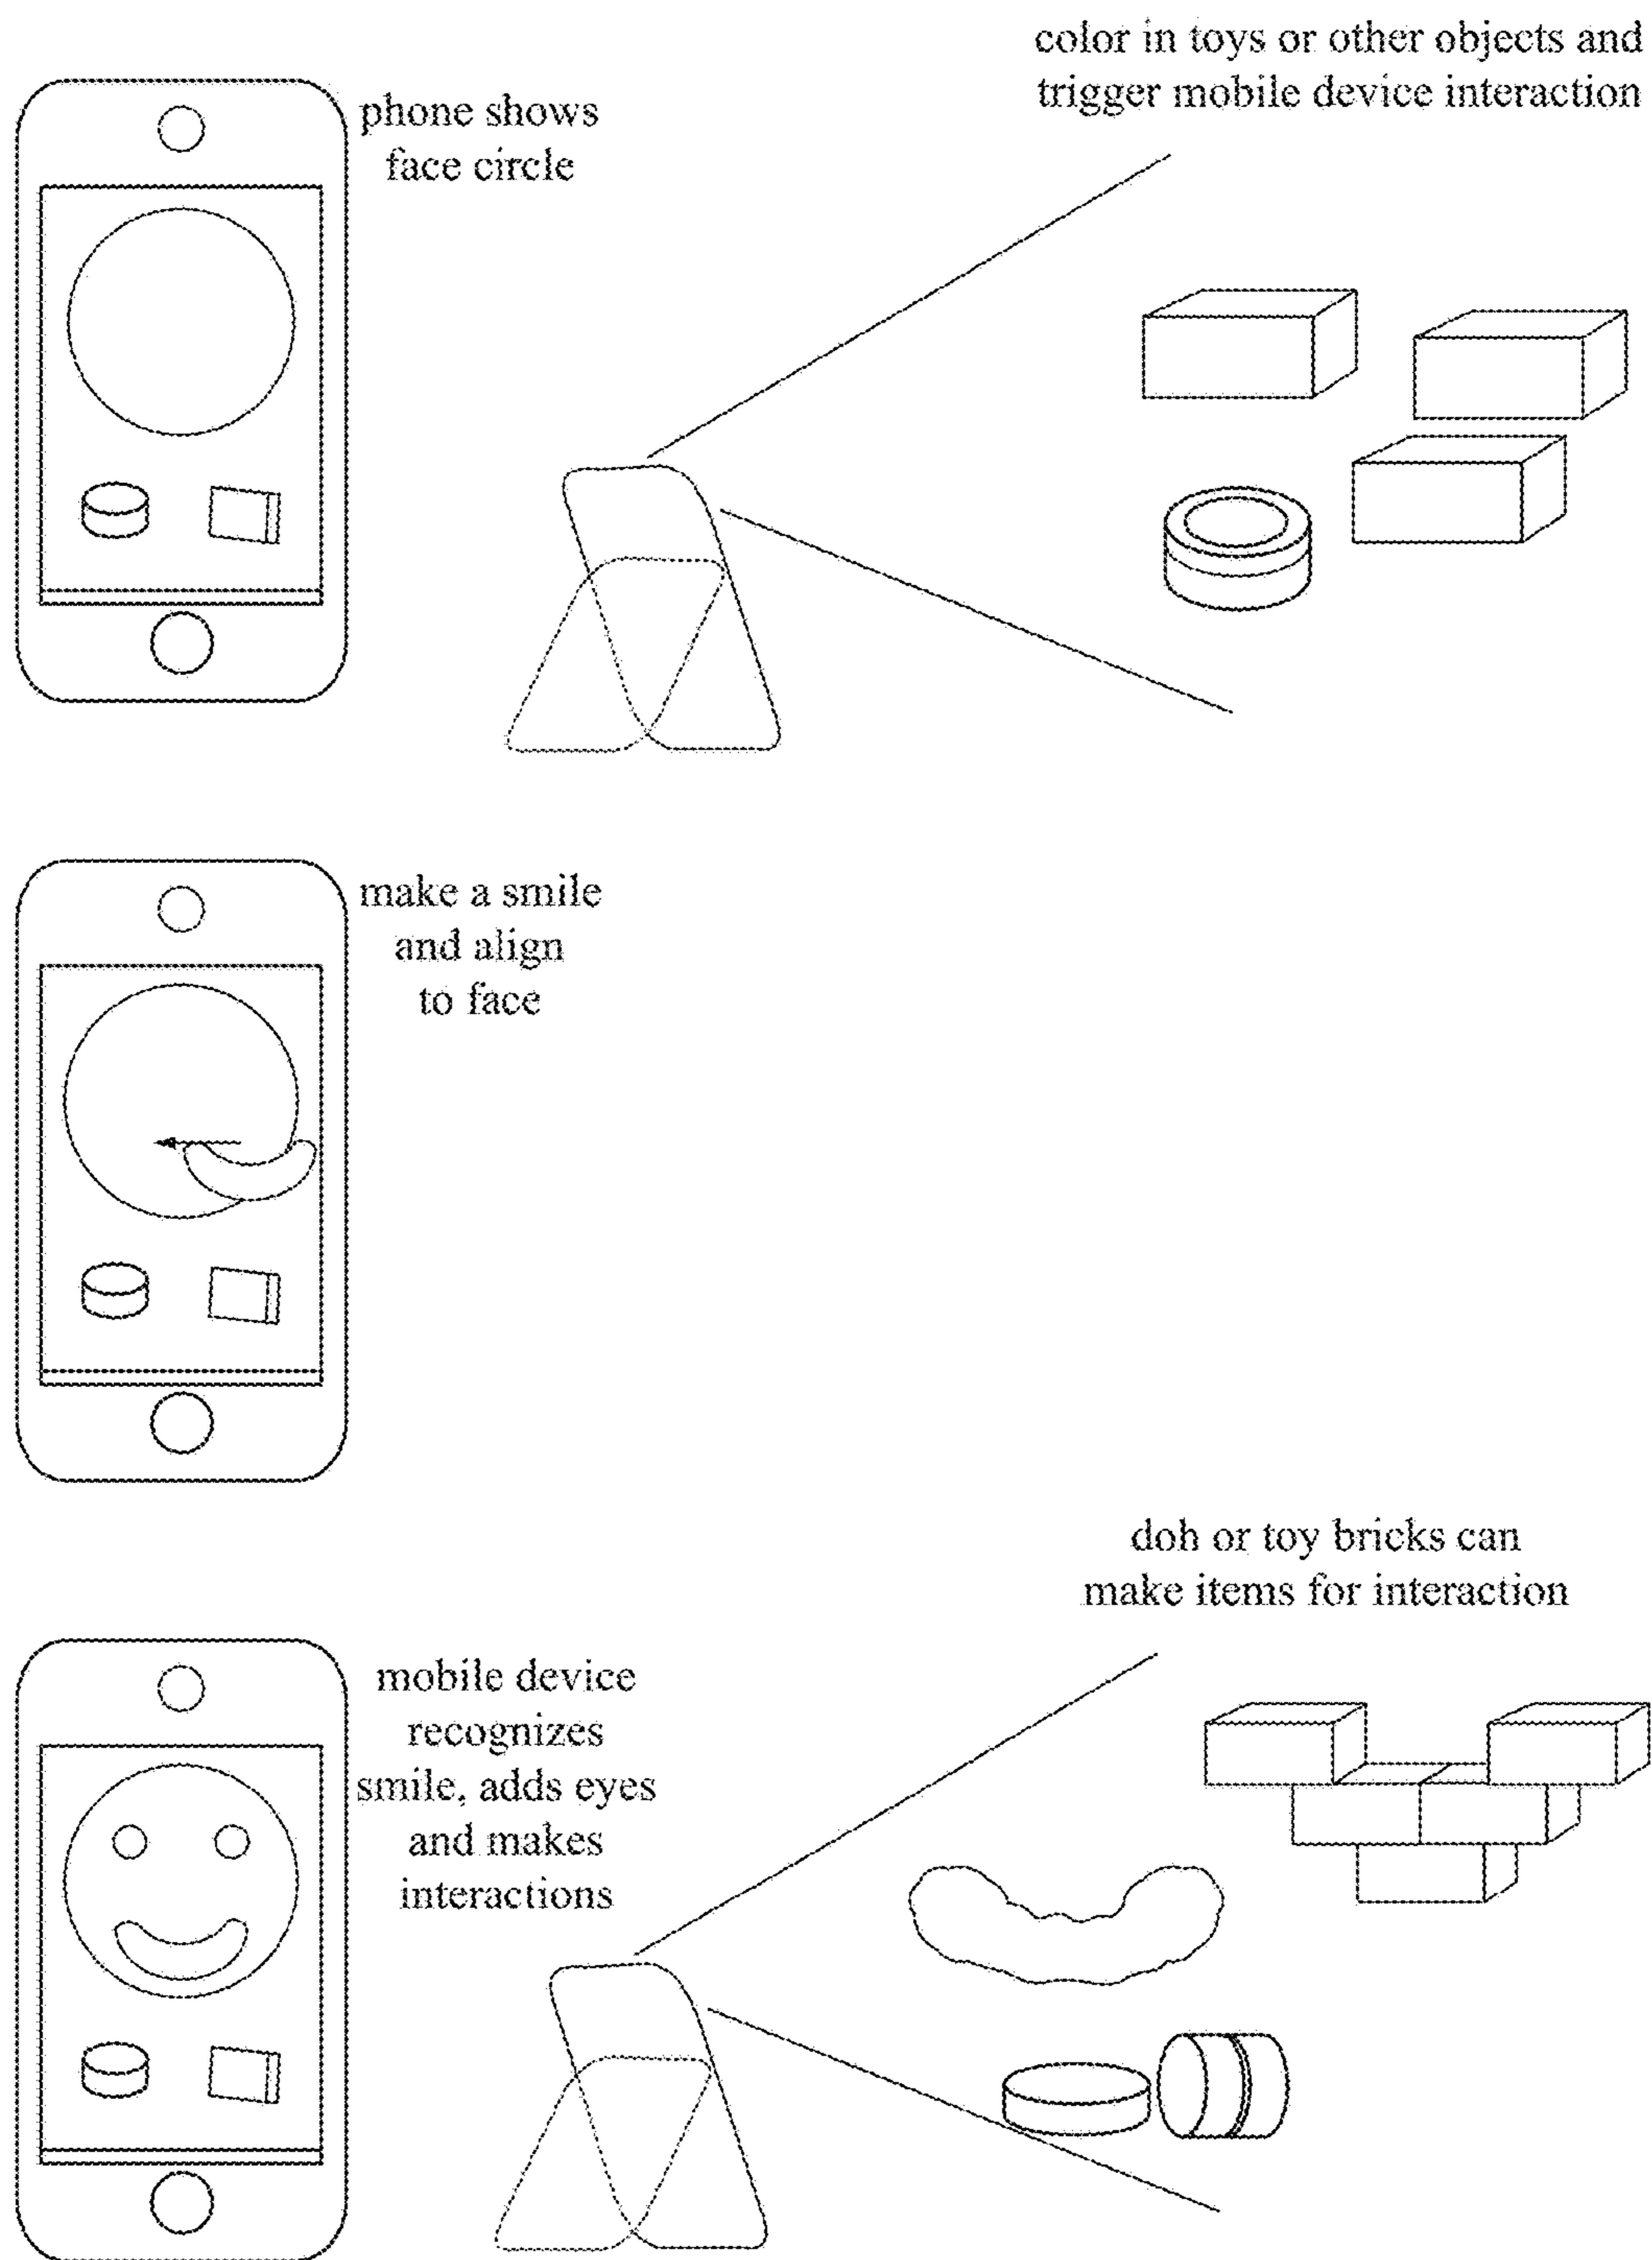 color in toys or other objects and
trigger mobile device interaction
phone shows
face circle
make a smile
and align
to face
doh or toy bricks can
make items for interaction
mobile device
recognizes
smile, adds eyes
and makes
interactions